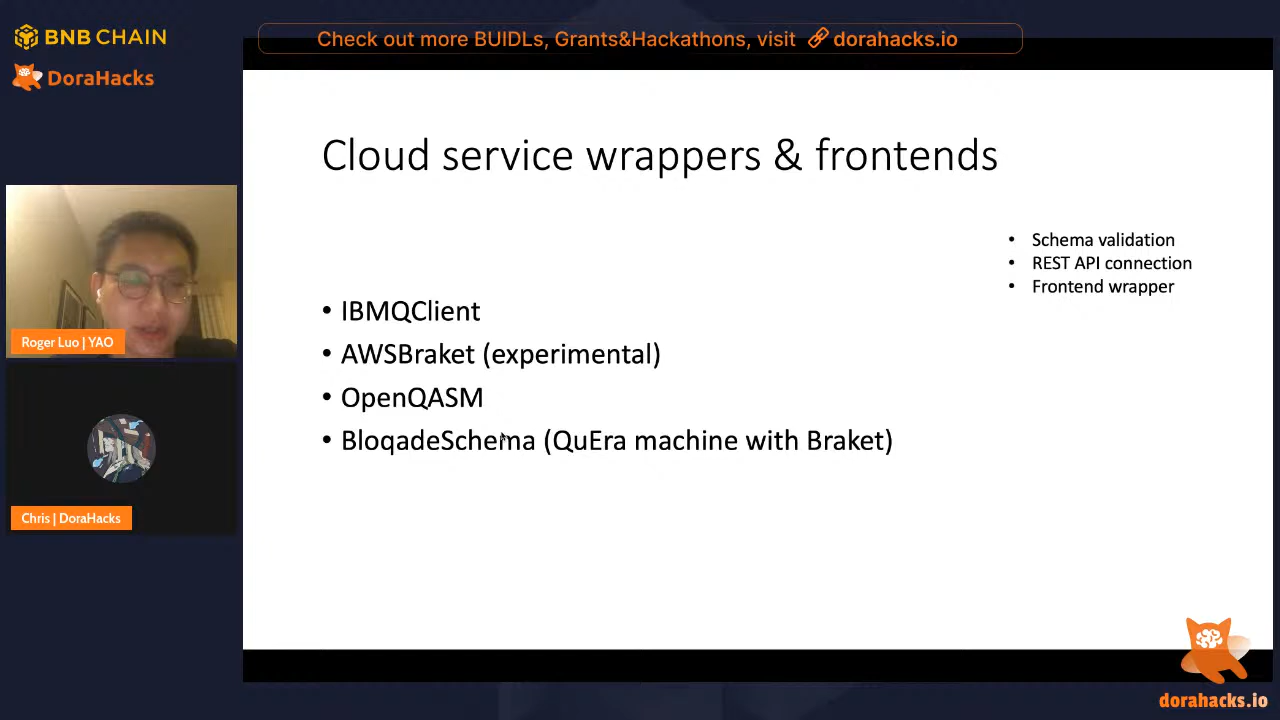 BNB CHAIN
DoraHacks
Check out more BUIDLs, Grants&Hackathons, visit dorahacks.io
Cloud service wrappers & frontends
• Schema validation
• REST API connection
• Frontend wrapper
• IBMQClient
• AWSBraket (experimental)
• OpenQASM
• BloqadeSchema (QuEra machine with Braket)
Roger Luo | YAO
Chris | DoraHacks
dorahacks.io